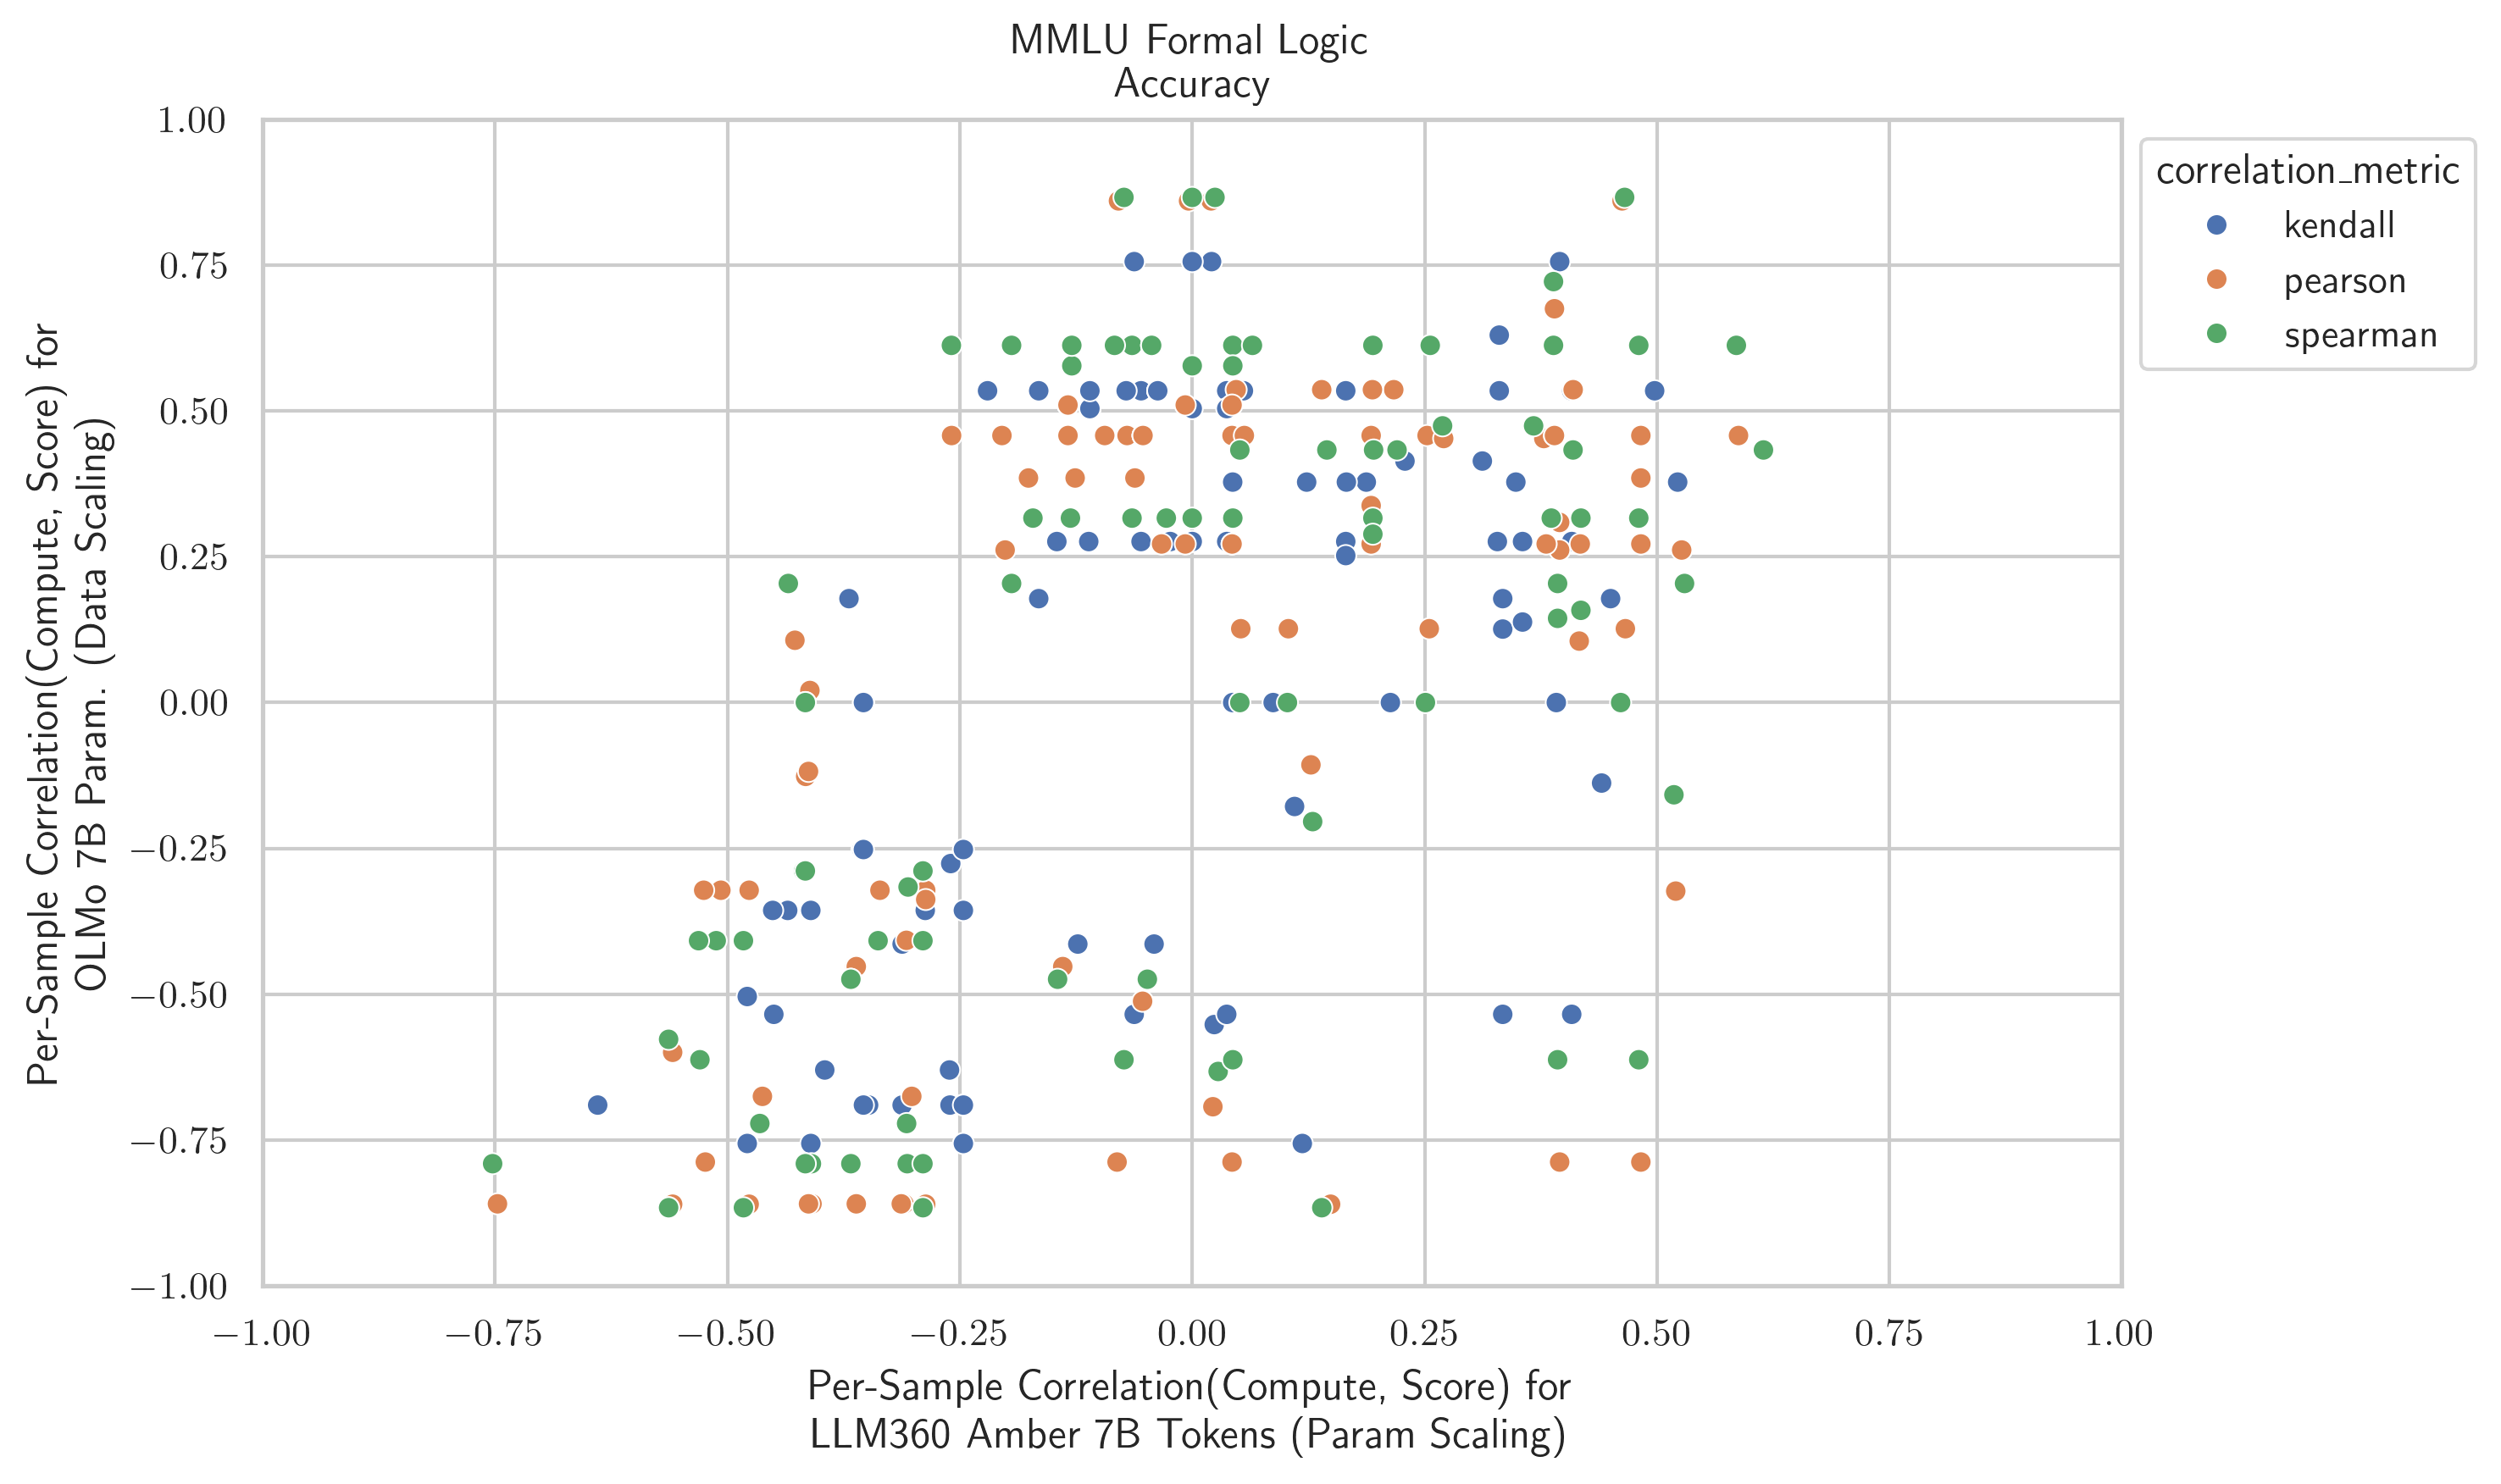 MMLU Formal Logic
Accuracy
Per-Sample Correlation(Compute, Score) for
OLMo 7B Param. (Data Scaling)
1.00
0.75
0.50
0.25
0.00
−0.25
−0.50
−0.75
−1.00
−1.00
−0.75
−0.50
−0.25
0.00
0.25
0.50
0.75
1.00
Per-Sample Correlation(Compute, Score) for
LLM360 Amber 7B Tokens (Param Scaling)
correlation_metric
kendall
pearson
spearman